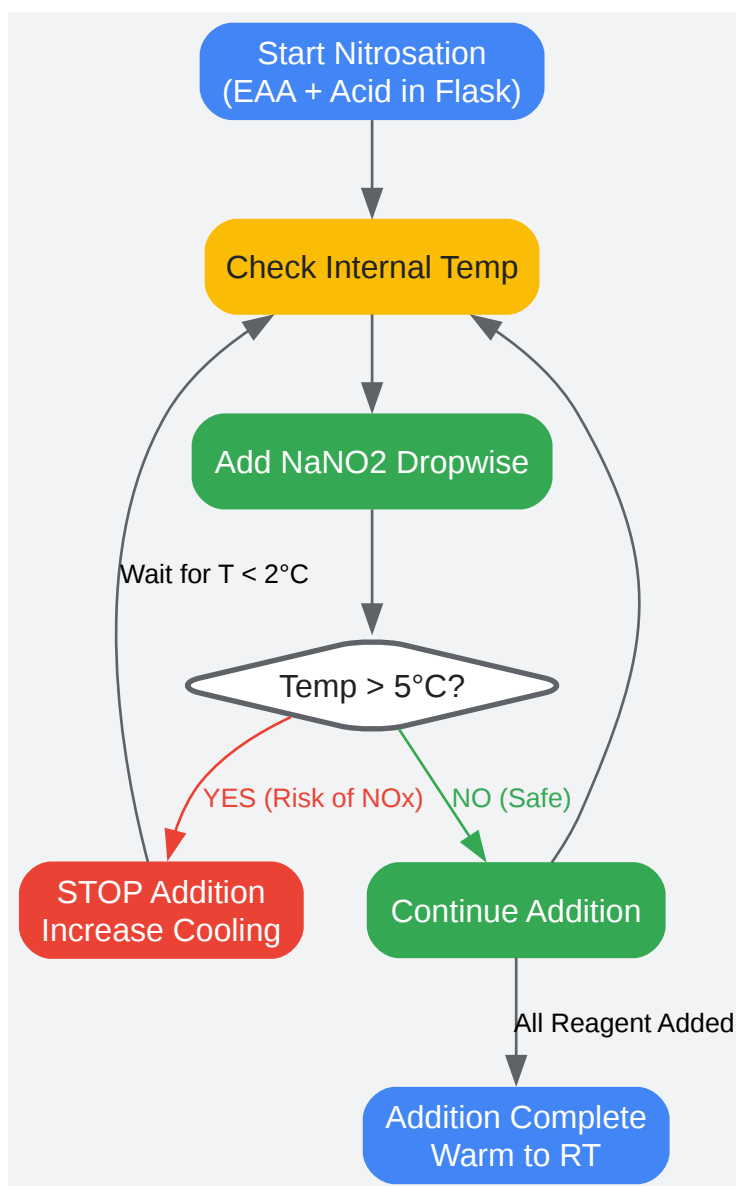 Start Nitrosation
(EAA + Acid in Flask)
Check Internal Temp
Add NaNO2 Dropwise
Wait for T < 2°C
Temp > 5°C?
YES (Risk of NOx)
NO (Safe)
STOP Addition
Increase Cooling
Continue Addition
All Reagent Added
Addition Complete
Warm to RT